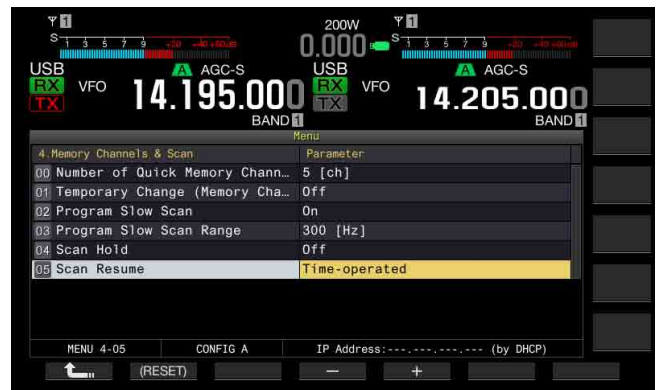 1 200W 1
S 1 3 5 7 9 +20 +40 +60dB 0.000 S 1 3 5 7 9 +20 +40 +60dB
USB A AGC-S USB A AGC-S
RX TX VFO 14.195.000 RX TX VFO 14.205.000
BAND 1 BAND 1
Menu
4.Memory Channels & Scan Parameter
00 Number of Quick Memory Chann… 5 [ch]
01 Temporary Change (Memory Cha… Off
02 Program Slow Scan On
03 Program Slow Scan Range 300 [Hz]
04 Scan Hold Off
05 Scan Resume Time-operated
MENU 4-05 CONFIG A IP Address:---.---.---.--- (by DHCP)
(RESET) − +